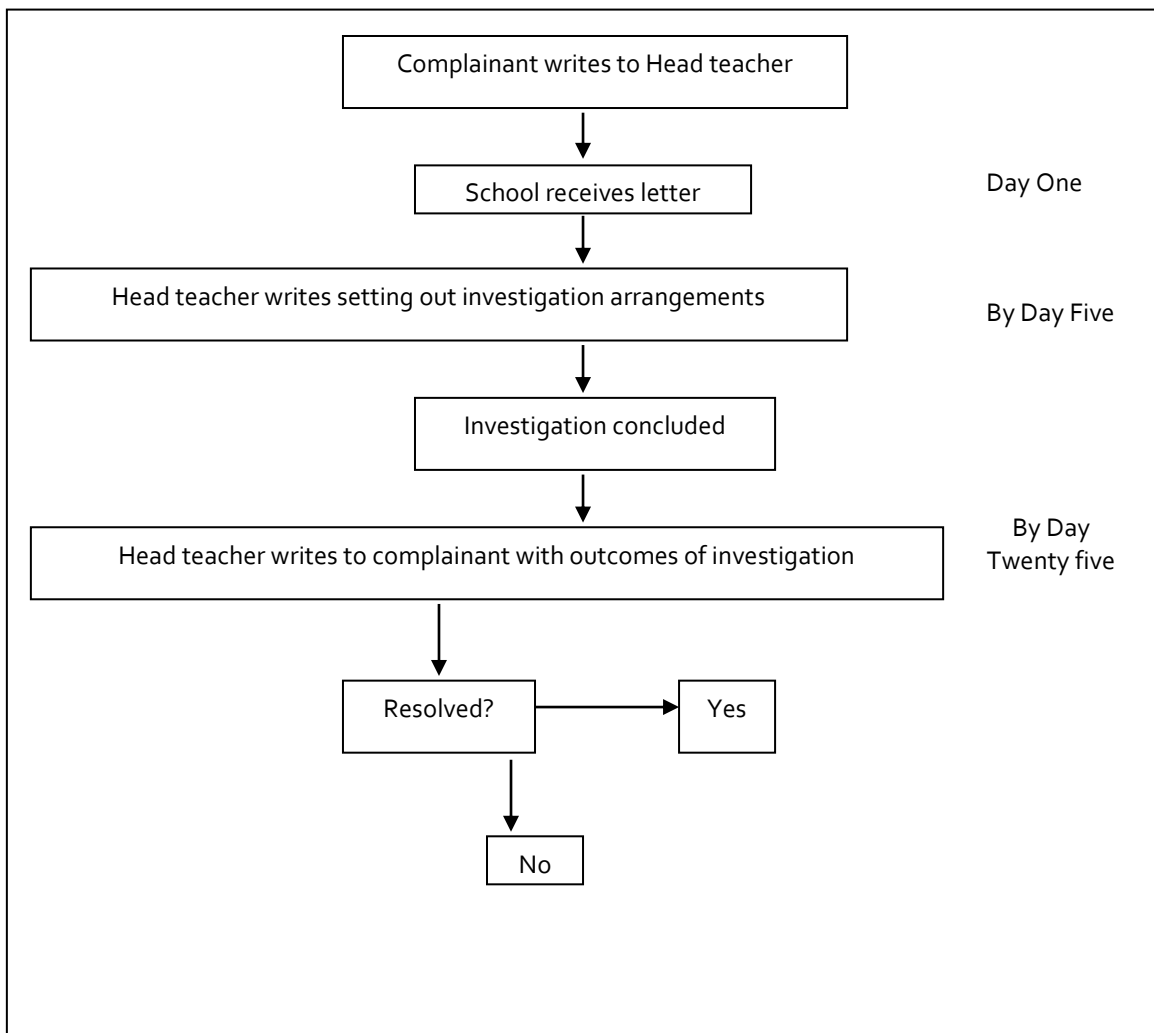 Complainant writes to Head teacher
School receives letter
Day One
Head teacher writes setting out investigation arrangements
By Day Five
Investigation concluded
Head teacher writes to complainant with outcomes of investigation
By Day
Twenty five
Resolved?
Yes
No